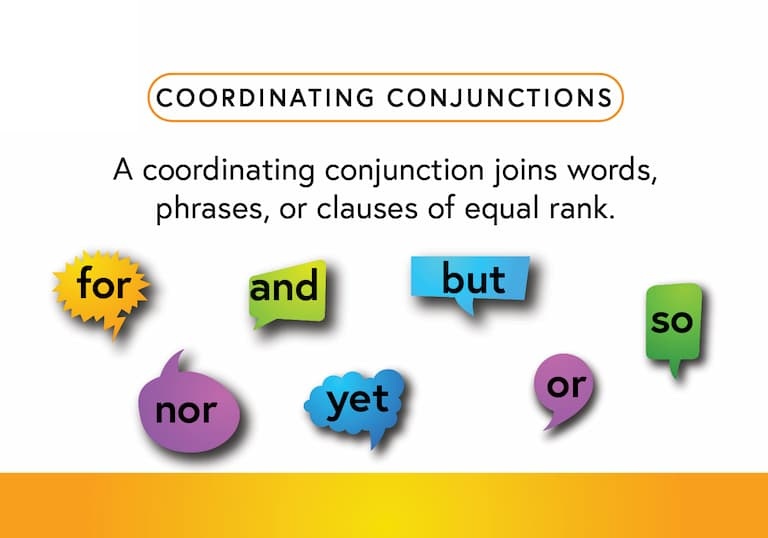 COORDINATING CONJUNCTIONS
A coordinating conjunction joins words,
phrases, or clauses of equal rank.
for
and
but
so
nor
yet
or